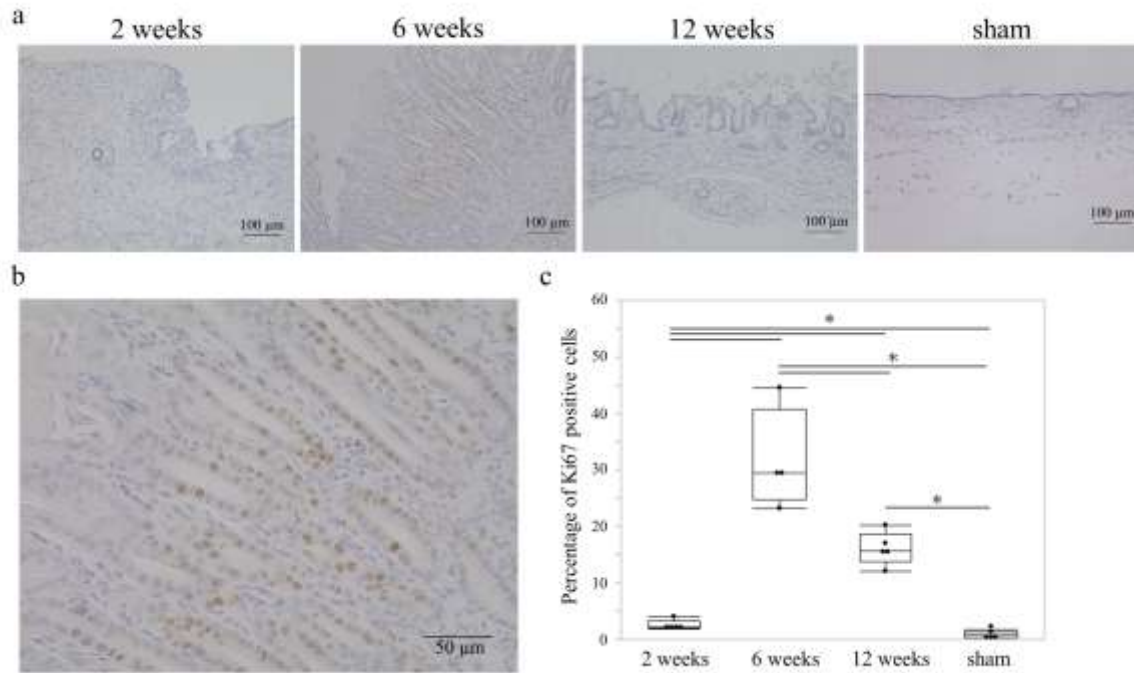 a
2 weeks
6 weeks
12 weeks
sham
100 μm
100 μm
100 μm
100 μm
b
50 μm
c
Percentage of Ki67 positive cells
60
50
40
30
20
10
0
*
*
*
2 weeks
6 weeks
12 weeks
sham